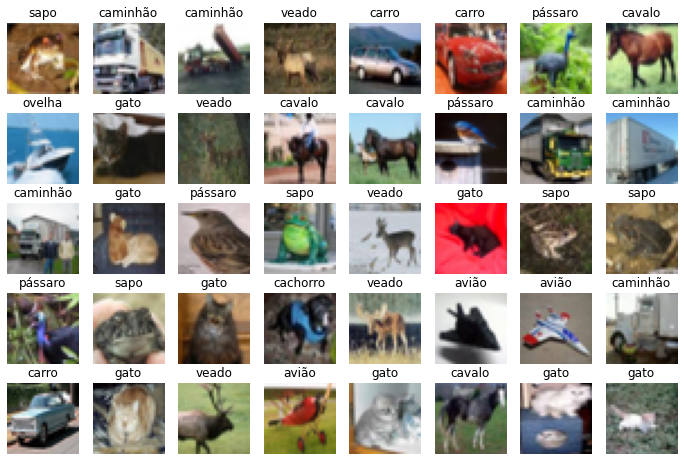 sapo caminhão caminhão veado carro carro pássaro cavalo
ovelha gato veado cavalo cavalo pássaro caminhão caminhão
caminhão gato pássaro sapo veado gato sapo sapo
pássaro sapo gato cachorro veado avião avião caminhão
carro gato veado avião gato cavalo gato gato